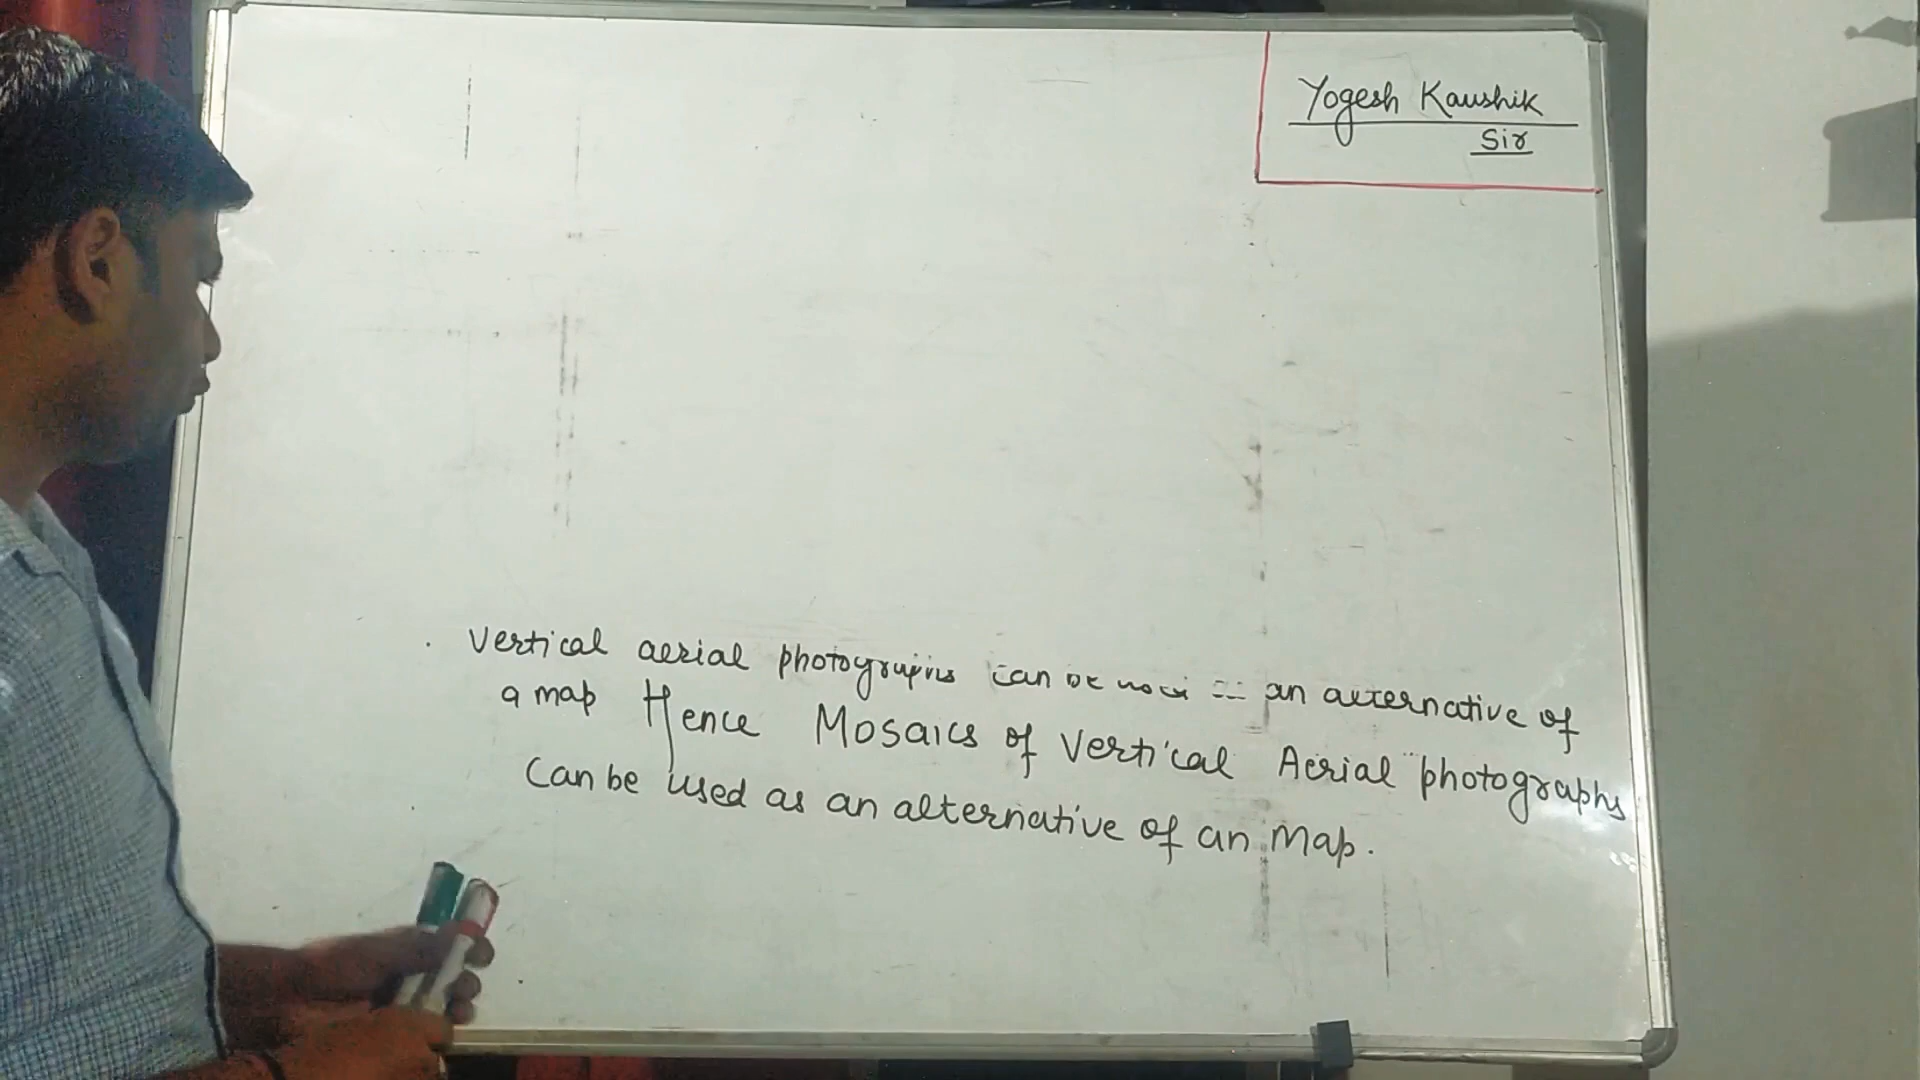 Yogesh Kaushik
Sir
. Vertical aerial photographs can be used an alternative of
a map Hence Mosaics of Vertical Aerial photographs
Can be used as an alternative of an Map.